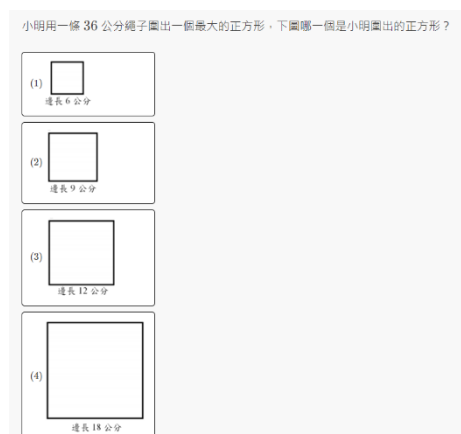 小明用一條 36 公分繩子圍出一個最大的正方形，下圖哪一個是小明圍出的正方形？
(1)
邊長 6 公分
(2)
邊長 9 公分
(3)
邊長 12 公分
(4)
邊長 18 公分